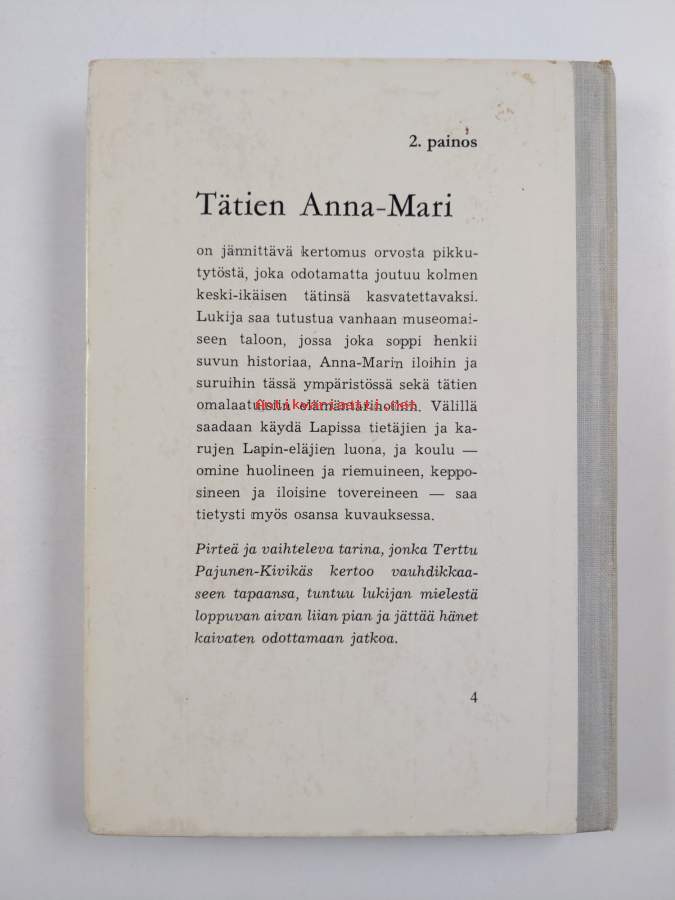 2. painos
Tätien Anna-Mari
on jännittävä kertomus orvosta pikku-
tytöstä, joka odotamatta joutuu kolmen
keski-ikäisen tätinsä kasvatettavaksi.
Lukija saa tutustua vanhaan museomai-
seen taloon, jossa joka soppi henkii
suvun historiaa, Anna-Marin iloihin ja
suruihin tässä ympäristössä sekä tätien
omalaatuisiin elämäntarinoihin. Välillä
saadaan käydä Lapissa tietäjien ja ka-
rujen Lapin-eläjien luona, ja koulu —
omine huolineen ja riemuineen, keppo-
sineen ja iloisine tovereineen — saa
tietysti myös osansa kuvauksessa.
Pirteä ja vaihteleva tarina, jonka Terttu
Pajunen-Kivikäs kertoo vauhdikkaa-
seen tapaansa, tuntuu lukijan mielestä
loppuvan aivan liian pian ja jättää hänet
kaivaten odottamaan jatkoa.
4